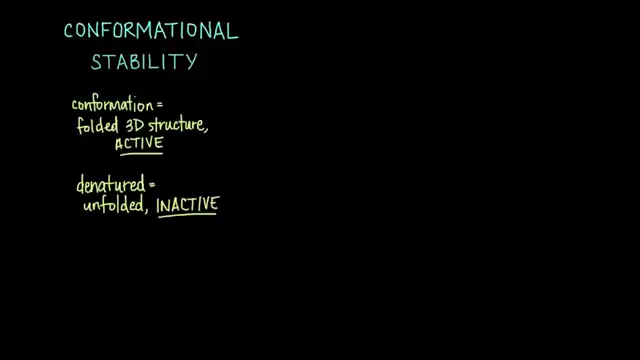 CONFORMATIONAL
STABILITY
conformation =
folded 3D structure,
ACTIVE
denatured =
unfolded, INACTIVE